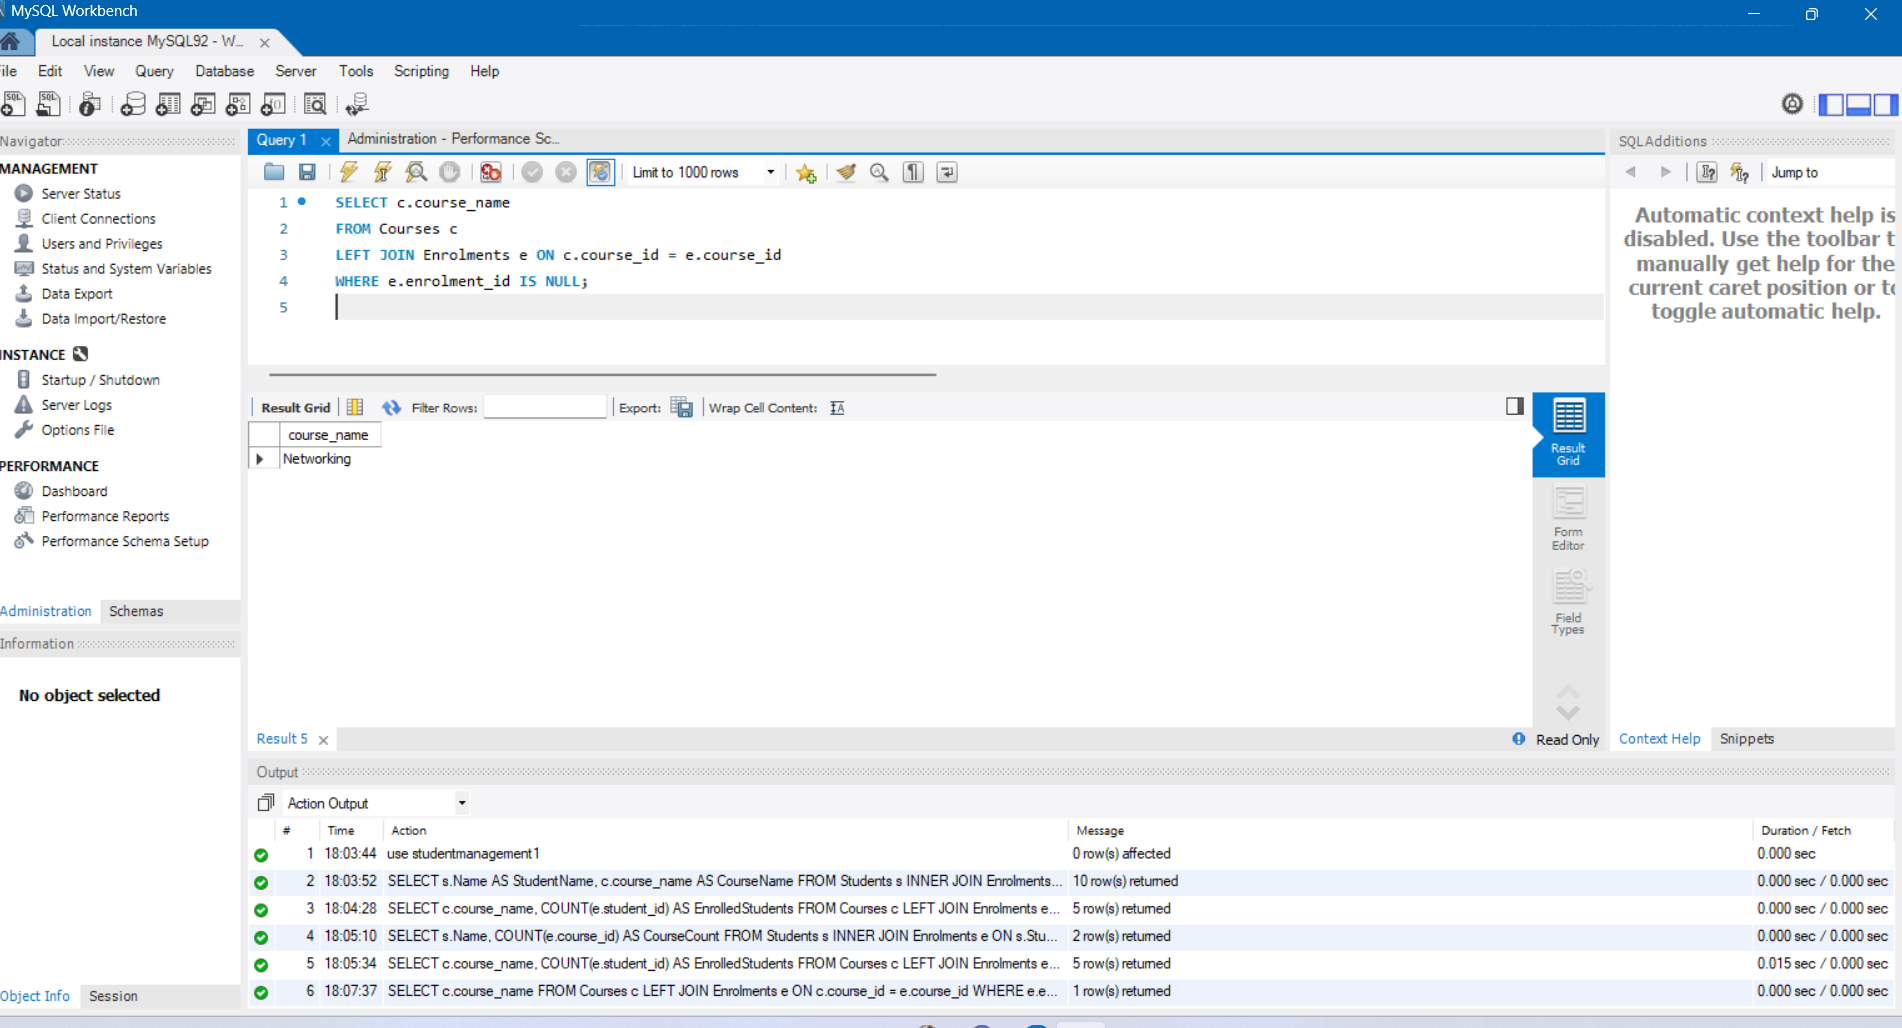 MySQL Workbench
Local instance MySQL92 - W...
ile Edit View Query Database Server Tools Scripting Help
Navigator
MANAGEMENT
Server Status
Client Connections
Users and Privileges
Status and System Variables
Data Export
Data Import/Restore
INSTANCE
Startup / Shutdown
Server Logs
Options File
PERFORMANCE
Dashboard
Performance Reports
Performance Schema Setup
Administration Schemas
Information
No object selected
Object Info Session
Query 1 Administration - Performance Sc...
Limit to 1000 rows
1 SELECT c.course_name
2 FROM Courses c
3 LEFT JOIN Enrolments e ON c.course_id = e.course_id
4 WHERE e.enrolment_id IS NULL;
5
Result Grid Filter Rows: Export: Wrap Cell Content:
course_name
Networking
Result Grid
Form Editor
Field Types
Result 5 Read Only
SQLAdditions
Jump to
Automatic context help is
disabled. Use the toolbar t
manually get help for the
current caret position or to
toggle automatic help.
Context Help Snippets
Output
Action Output
# Time Action Message Duration / Fetch
1 18:03:44 use studentmanagement1 0 row(s) affected 0.000 sec
2 18:03:52 SELECT s.Name AS StudentName, c.course_name AS CourseName FROM Students s INNER JOIN Enrolments... 10 row(s) returned 0.000 sec / 0.000 sec
3 18:04:28 SELECT c.course_name, COUNT(e.student_id) AS EnrolledStudents FROM Courses c LEFT JOIN Enrolments e... 5 row(s) returned 0.000 sec / 0.000 sec
4 18:05:10 SELECT s.Name, COUNT(e.course_id) AS CourseCount FROM Students s INNER JOIN Enrolments e ON s.Stu... 2 row(s) returned 0.000 sec / 0.000 sec
5 18:05:34 SELECT c.course_name, COUNT(e.student_id) AS EnrolledStudents FROM Courses c LEFT JOIN Enrolments e... 5 row(s) returned 0.015 sec / 0.000 sec
6 18:07:37 SELECT c.course_name FROM Courses c LEFT JOIN Enrolments e ON c.course_id = e.course_id WHERE e.e... 1 row(s) returned 0.000 sec / 0.000 sec